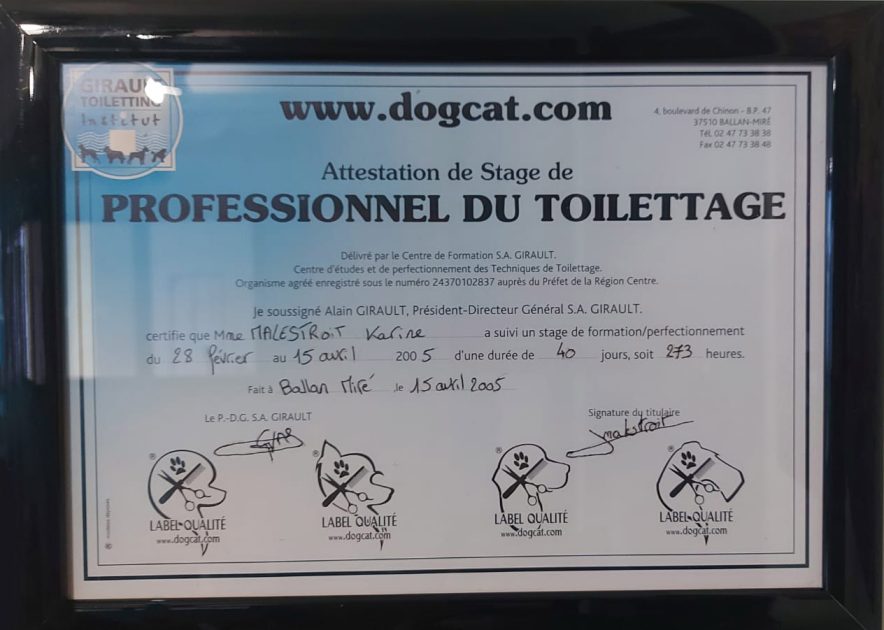 GIRAULT
TOILETTING
Institut
www.dogcat.com
4, boulevard de Chinon - B.P. 47
37510 BALLAN-MIRÉ
Tél. 02 47 73 38 38
Fax 02 47 73 38 48
Attestation de Stage de
PROFESSIONNEL DU TOILETTAGE
Délivré par le Centre de Formation S.A. GIRAULT.
Centre d'études et de perfectionnement des Techniques de Toilettage.
Organisme agréé enregistré sous le numéro 24370102837 auprès du Préfet de la Région Centre.
Je soussigné Alain GIRAULT, Président-Directeur Général S.A. GIRAULT.
certifie que Mme MALESTROIT Karine a suivi un stage de formation/perfectionnement
du 28 février au 15 avril 2005 d'une durée de 40 jours, soit 273 heures.
Fait à Ballan Miré le 15 avril 2005
Le P.-D.G. S.A. GIRAULT
Signature du titulaire
malestroit
® ® ® ®
LABEL QUALITÉ LABEL QUALITÉ LABEL QUALITÉ LABEL QUALITÉ
www.dogcat.com www.dogcat.com www.dogcat.com www.dogcat.com